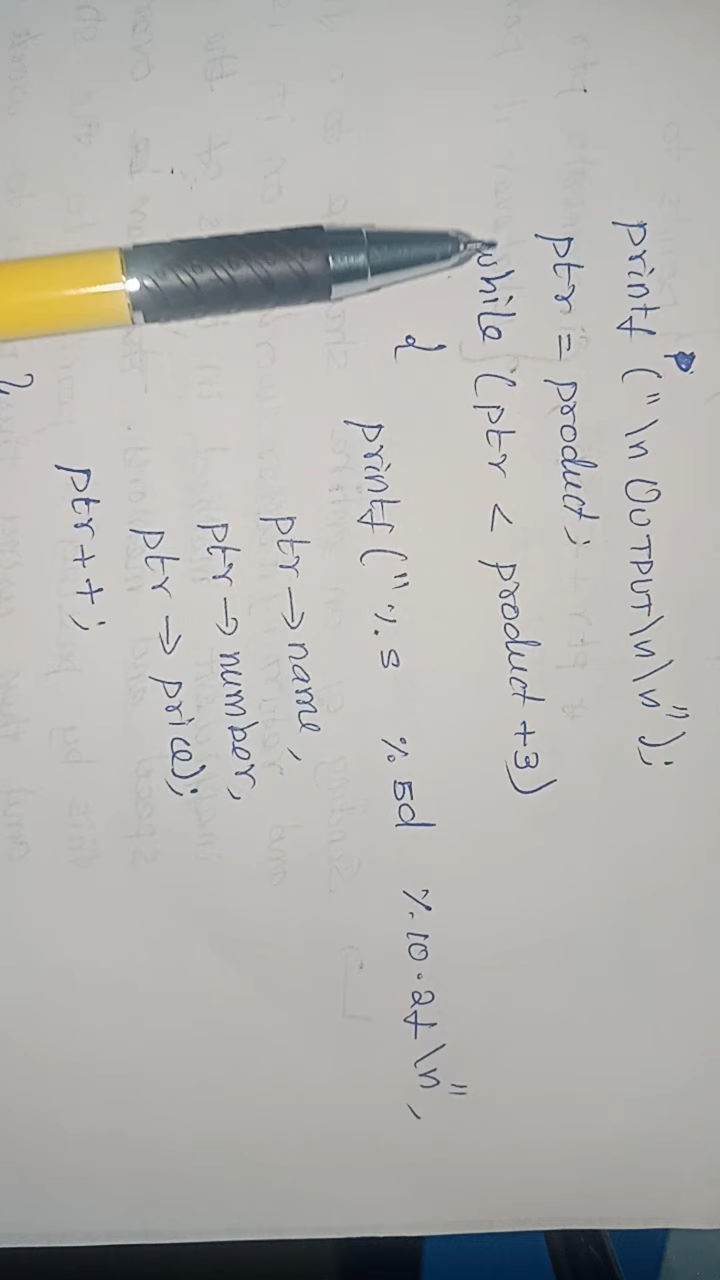 printf ("\n OUTPUT\n\n");
ptr = product;
while (ptr < product +3)
{
printf ("%s %5d %10.2f\n",
ptr→name,
ptr→number,
ptr→price);
ptr++;
}